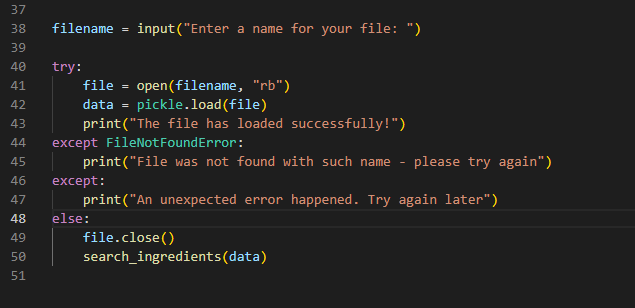 37
38 filename = input("Enter a name for your file: ")
39
40 try:
41     file = open(filename, "rb")
42     data = pickle.load(file)
43     print("The file has loaded successfully!")
44 except FileNotFoundError:
45     print("File was not found with such name - please try again")
46 except:
47     print("An unexpected error happened. Try again later")
48 else:
49     file.close()
50     search_ingredients(data)
51